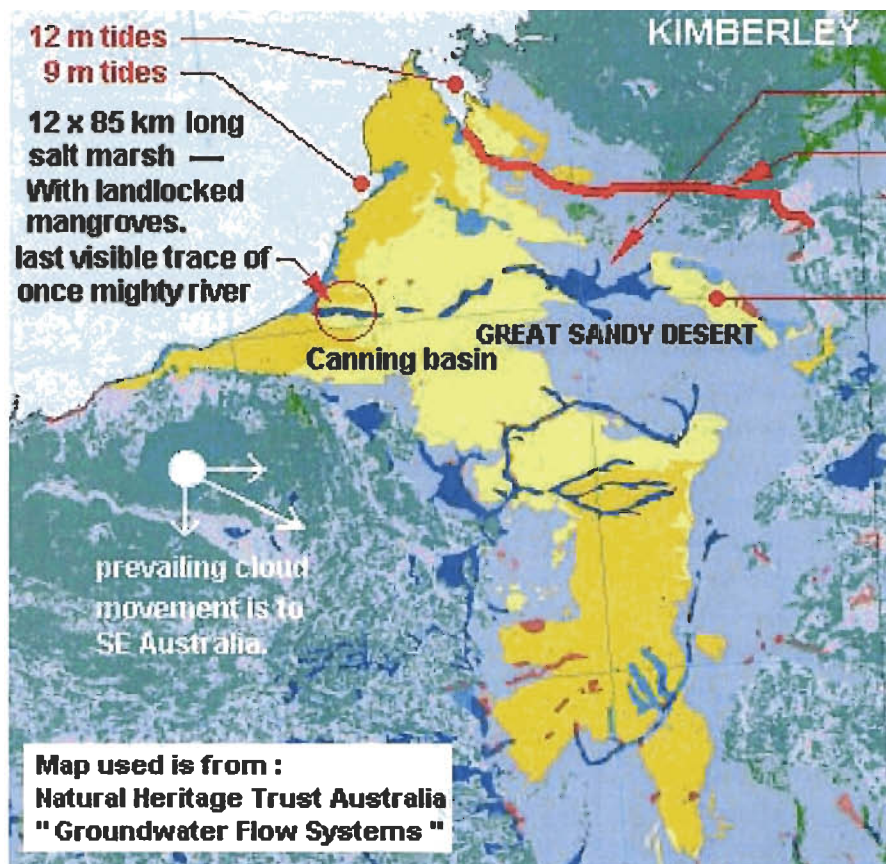 12 m tides
KIMBERLEY
9 m tides
12 x 85 km long
salt marsh —
With landlocked
mangroves.
last visible trace of
once mighty river
GREAT SANDY DESERT
Canning basin
prevailing cloud
movement is to
SE Australia.
Map used is from :
Natural Heritage Trust Australia
" Groundwater Flow Systems "